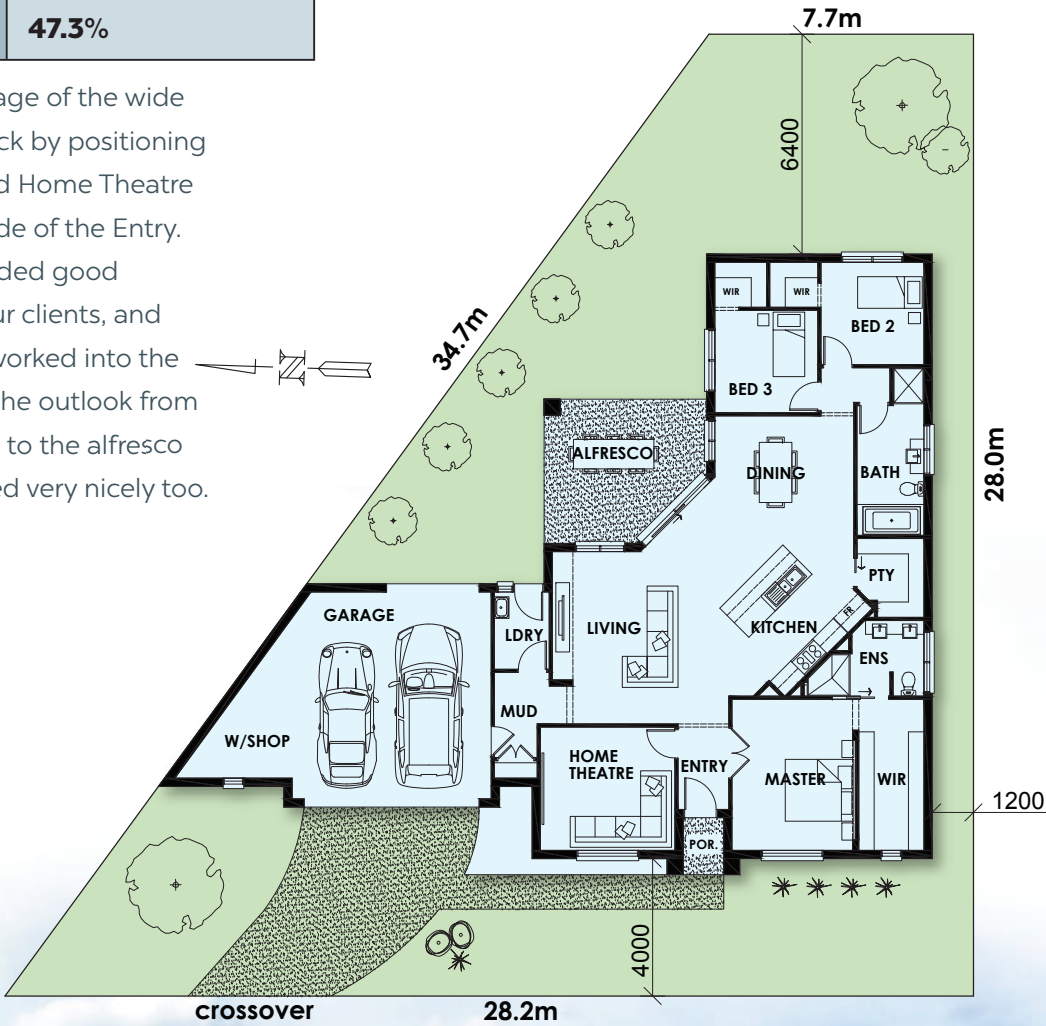 47.3%
age of the wide
ck by positioning
d Home Theatre
de of the Entry.
ded good
ur clients, and
worked into the
he outlook from
to the alfresco
ed very nicely too.
N
7.7m
6400
34.7m
28.0m
WIR
WIR
BED 2
BED 3
ALFRESCO
DINING
BATH
PTY
FR
GARAGE
LDRY
LIVING
KITCHEN
ENS
MUD
W/SHOP
HOME
THEATRE
ENTRY
MASTER
WIR
1200
POR.
4000
crossover
28.2m